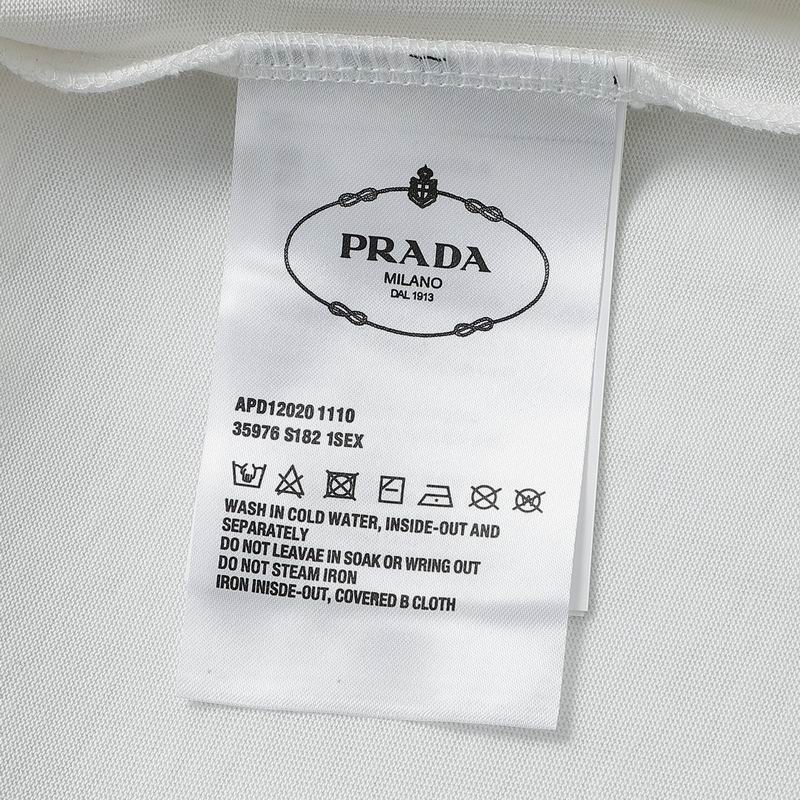 PRADA
MILANO
DAL 1913
APD12020 1110
35976 S182 1SEX
WASH IN COLD WATER, INSIDE-OUT AND
SEPARATELY
DO NOT LEAVAE IN SOAK OR WRING OUT
DO NOT STEAM IRON
IRON INISDE-OUT, COVERED B CLOTH